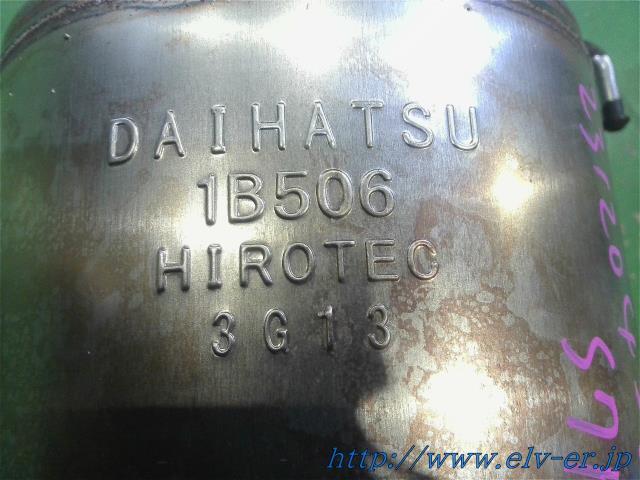 DAIHATSU
1B506
HIROTEC
3G13
http://www.elv-er.jp/